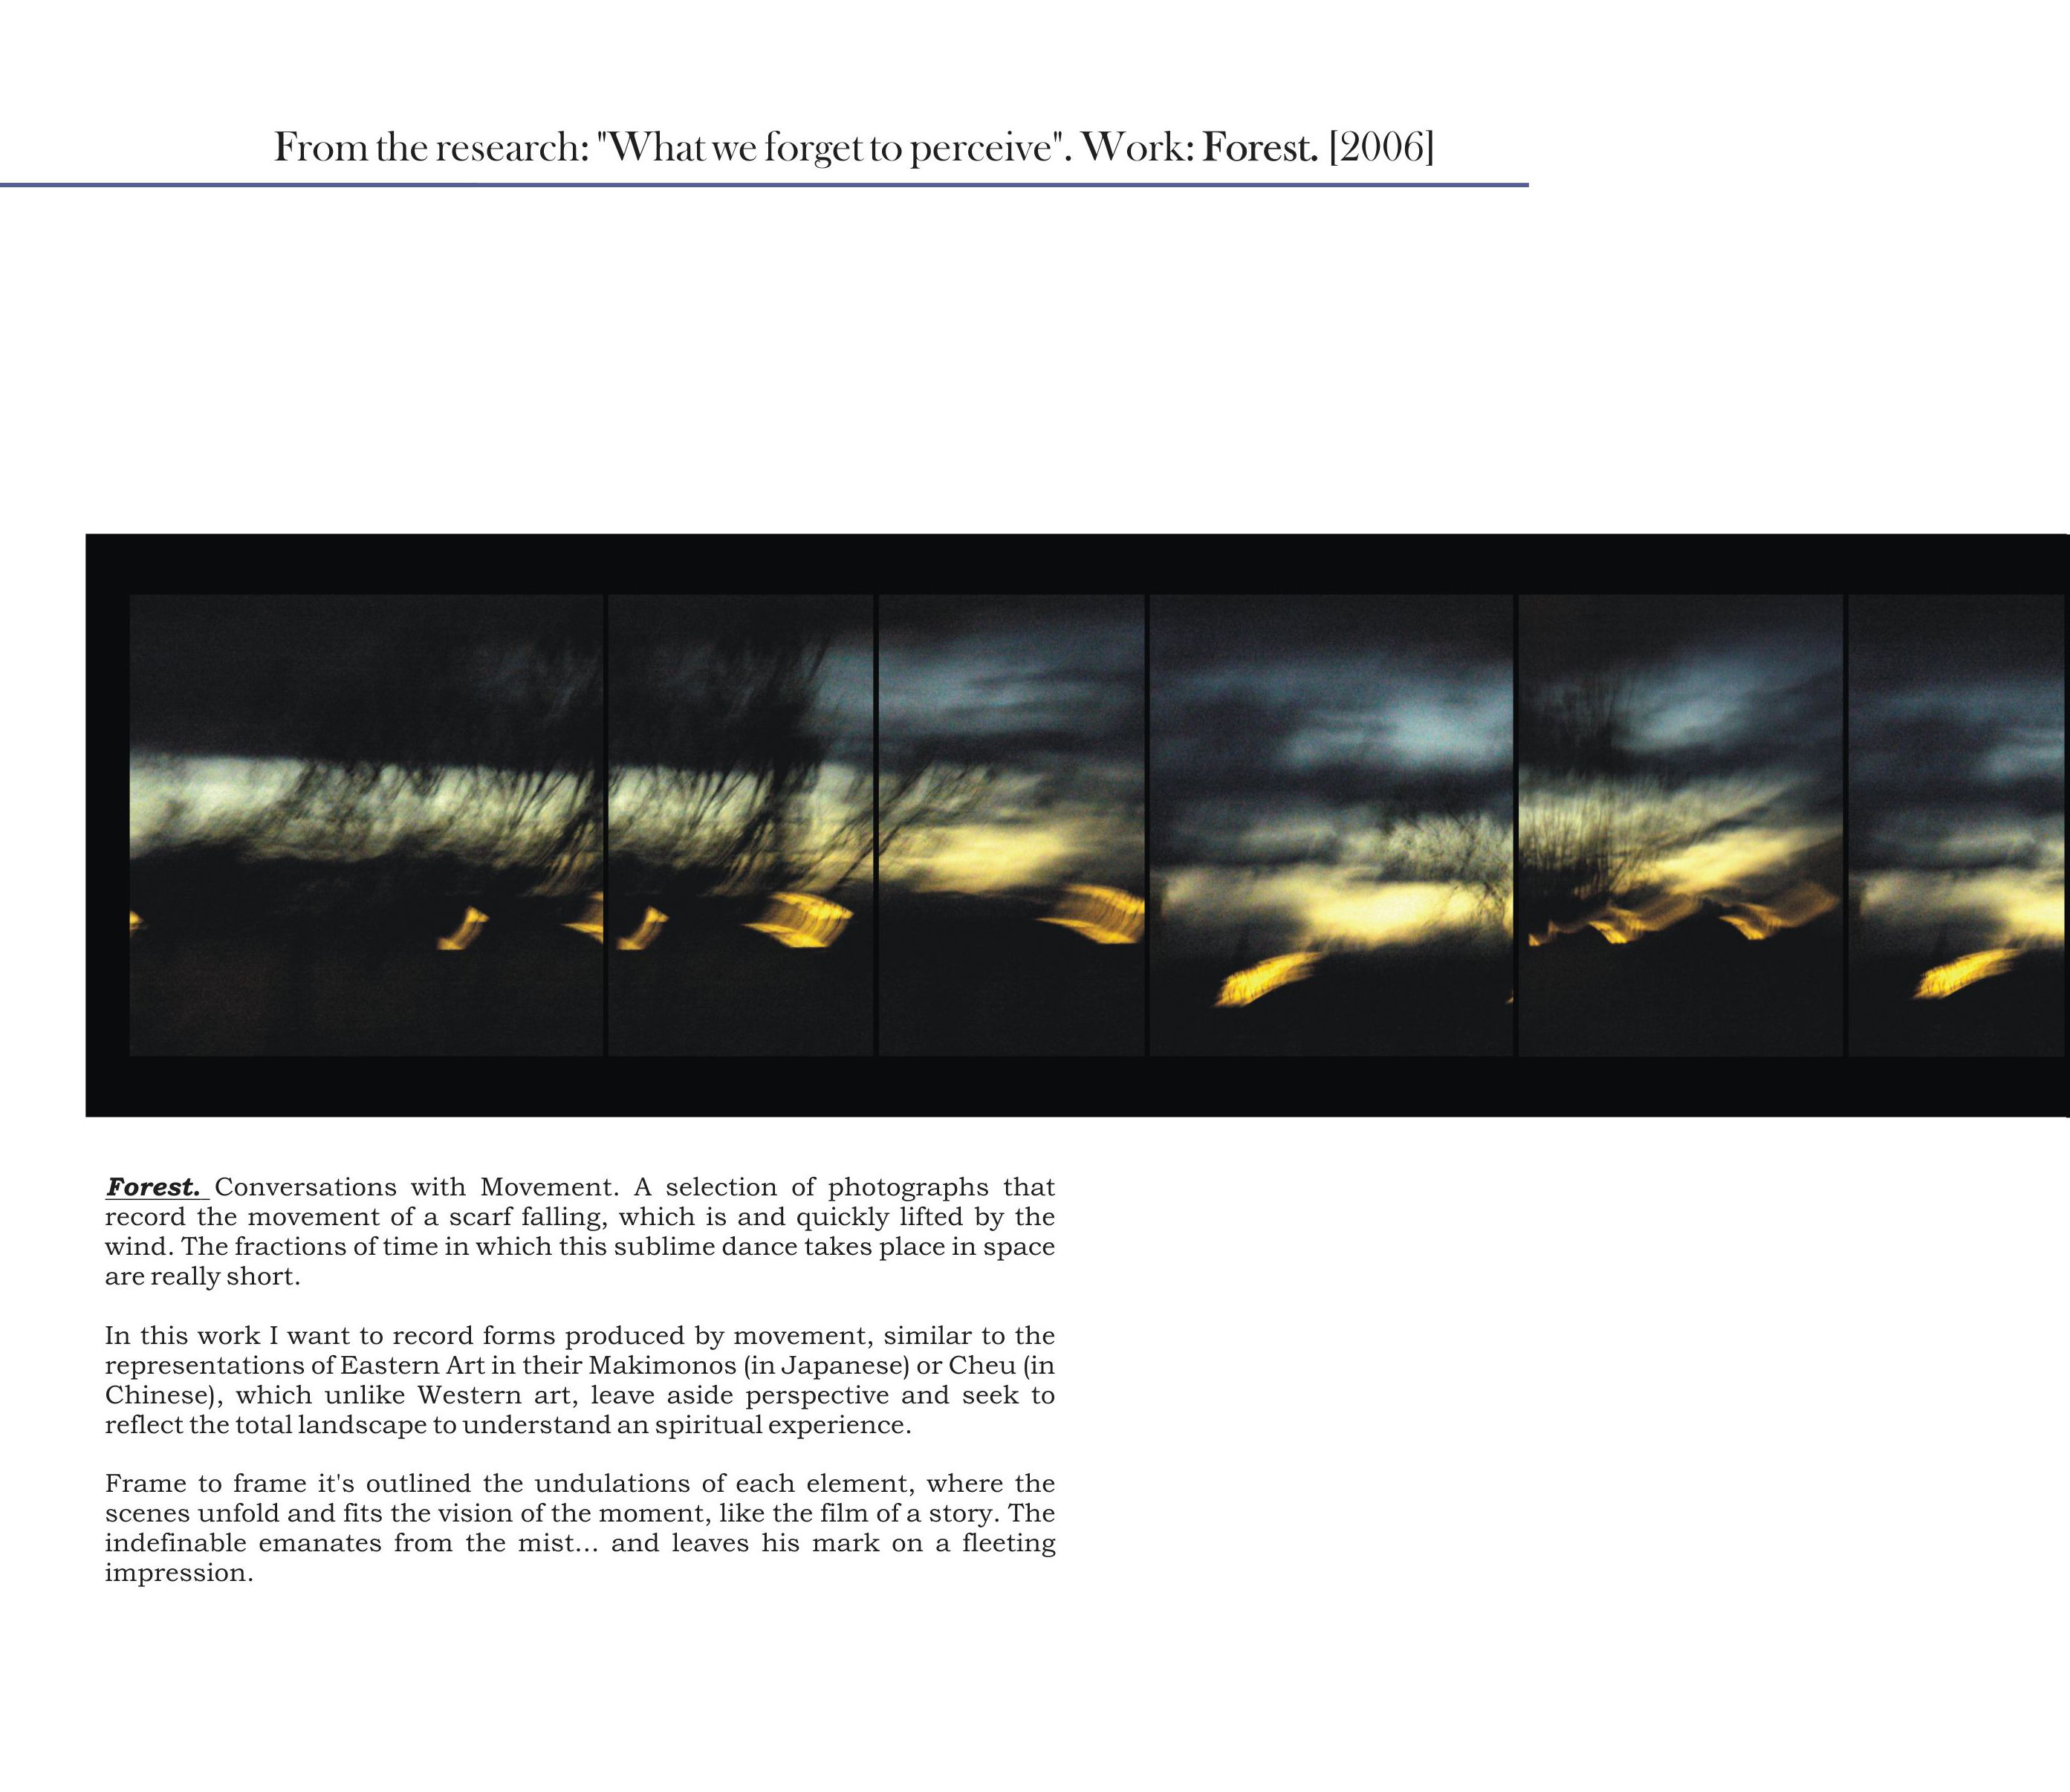 From the research: "What we forget to perceive". Work: Forest. [2006]
Forest. Conversations with Movement. A selection of photographs that
record the movement of a scarf falling, which is and quickly lifted by the
wind. The fractions of time in which this sublime dance takes place in space
are really short.
In this work I want to record forms produced by movement, similar to the
representations of Eastern Art in their Makimonos (in Japanese) or Cheu (in
Chinese), which unlike Western art, leave aside perspective and seek to
reflect the total landscape to understand an spiritual experience.
Frame to frame it's outlined the undulations of each element, where the
scenes unfold and fits the vision of the moment, like the film of a story. The
indefinable emanates from the mist... and leaves his mark on a fleeting
impression.